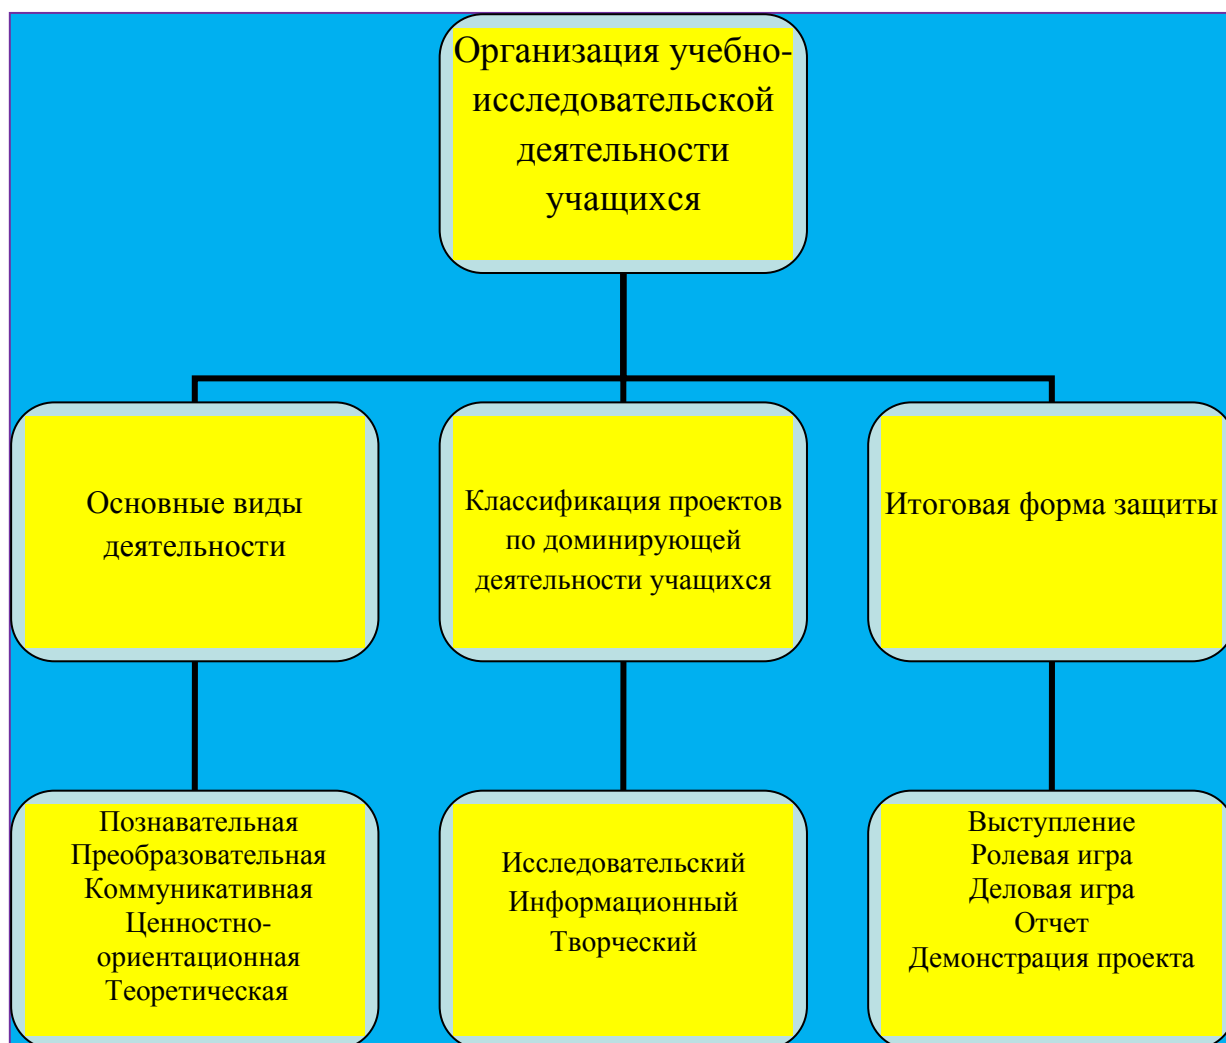 Организация учебно-
исследовательской
деятельности
учащихся
Основные виды
деятельности
Классификация проектов
по доминирующей
деятельности учащихся
Итоговая форма защиты
Познавательная
Преобразовательная
Коммуникативная
Ценностно-
ориентационная
Теоретическая
Исследовательский
Информационный
Творческий
Выступление
Ролевая игра
Деловая игра
Отчет
Демонстрация проекта